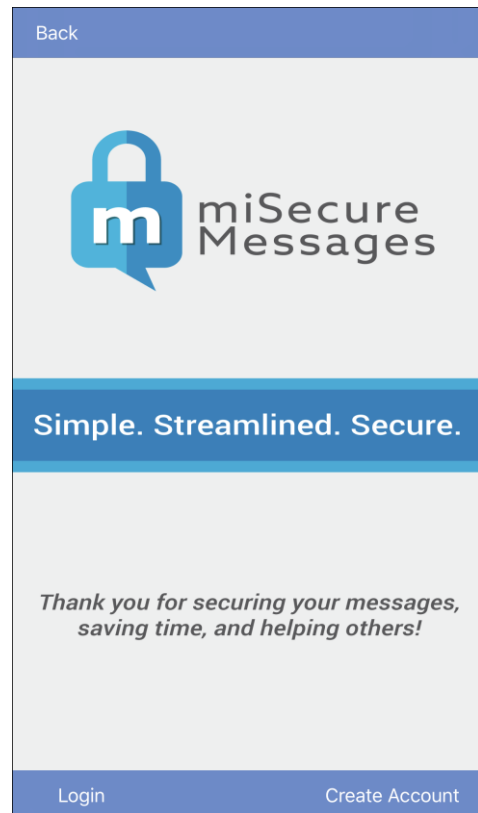 Back
m
miSecure
Messages
Simple. Streamlined. Secure.
Thank you for securing your messages,
saving time, and helping others!
Login
Create Account